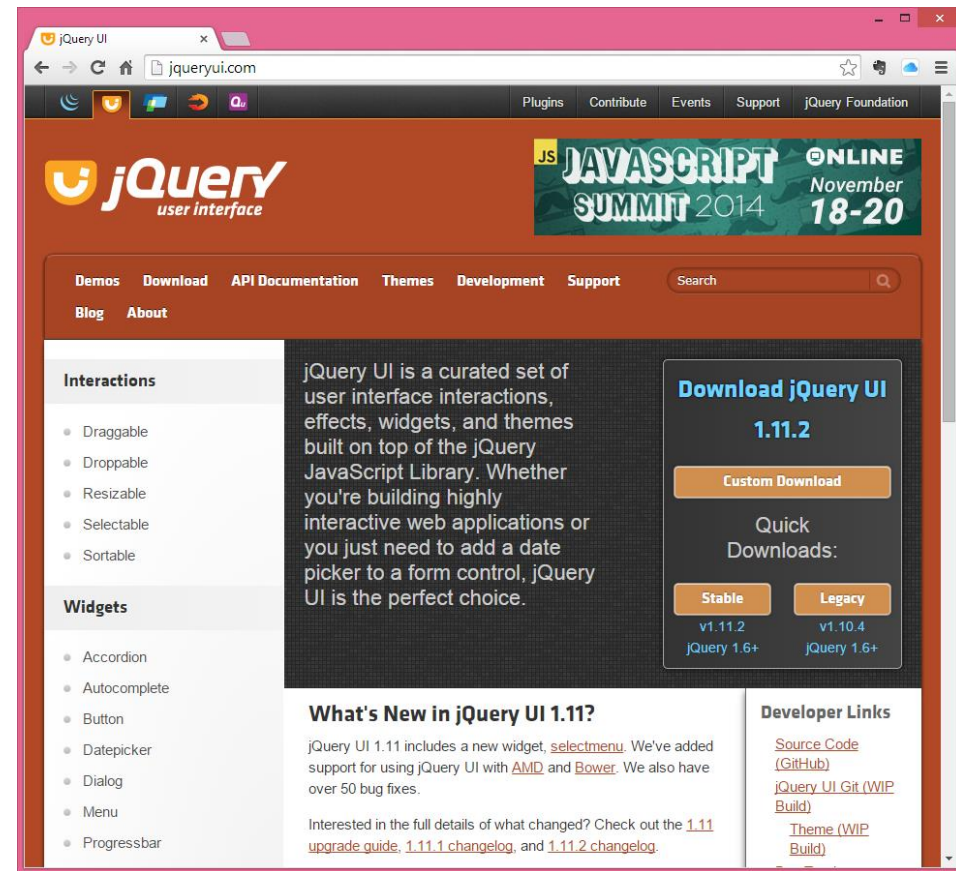 jQuery UI
jqueryui.com
Plugins Contribute Events Support jQuery Foundation
jQuery
user interface
JS JAVASCRIPT
SUMMIT 2014
ONLINE
November
18-20
Demos Download API Documentation Themes Development Support
Search
Blog About
Interactions
Draggable
Droppable
Resizable
Selectable
Sortable
Widgets
Accordion
Autocomplete
Button
Datepicker
Dialog
Menu
Progressbar
jQuery UI is a curated set of
user interface interactions,
effects, widgets, and themes
built on top of the jQuery
JavaScript Library. Whether
you're building highly
interactive web applications or
you just need to add a date
picker to a form control, jQuery
UI is the perfect choice.
Download jQuery UI
1.11.2
Custom Download
Quick
Downloads:
Stable Legacy
v1.11.2 v1.10.4
jQuery 1.6+ jQuery 1.6+
What's New in jQuery UI 1.11?
jQuery UI 1.11 includes a new widget, selectmenu. We've added
support for using jQuery UI with AMD and Bower. We also have
over 50 bug fixes.
Interested in the full details of what changed? Check out the 1.11
upgrade guide, 1.11.1 changelog, and 1.11.2 changelog.
Developer Links
Source Code
(GitHub)
jQuery UI Git (WIP
Build)
Theme (WIP
Build)